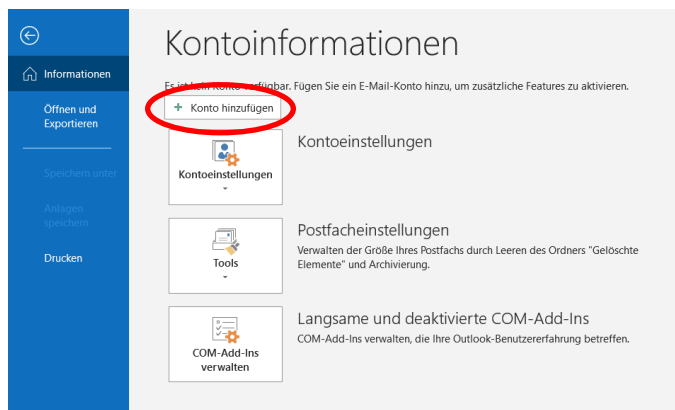 Kontoinformationen
Informationen
Es ist kein Konto verfügbar. Fügen Sie ein E-Mail-Konto hinzu, um zusätzliche Features zu aktivieren.
Öffnen und
Exportieren
+ Konto hinzufügen
Kontoeinstellungen
Kontoeinstellungen
Speichern unter
Anlagen
speichern
Drucken
Tools
Postfacheinstellungen
Verwalten der Größe Ihres Postfachs durch Leeren des Ordners "Gelöschte
Elemente" und Archivierung.
COM-Add-Ins
verwalten
Langsame und deaktivierte COM-Add-Ins
COM-Add-Ins verwalten, die Ihre Outlook-Benutzererfahrung betreffen.